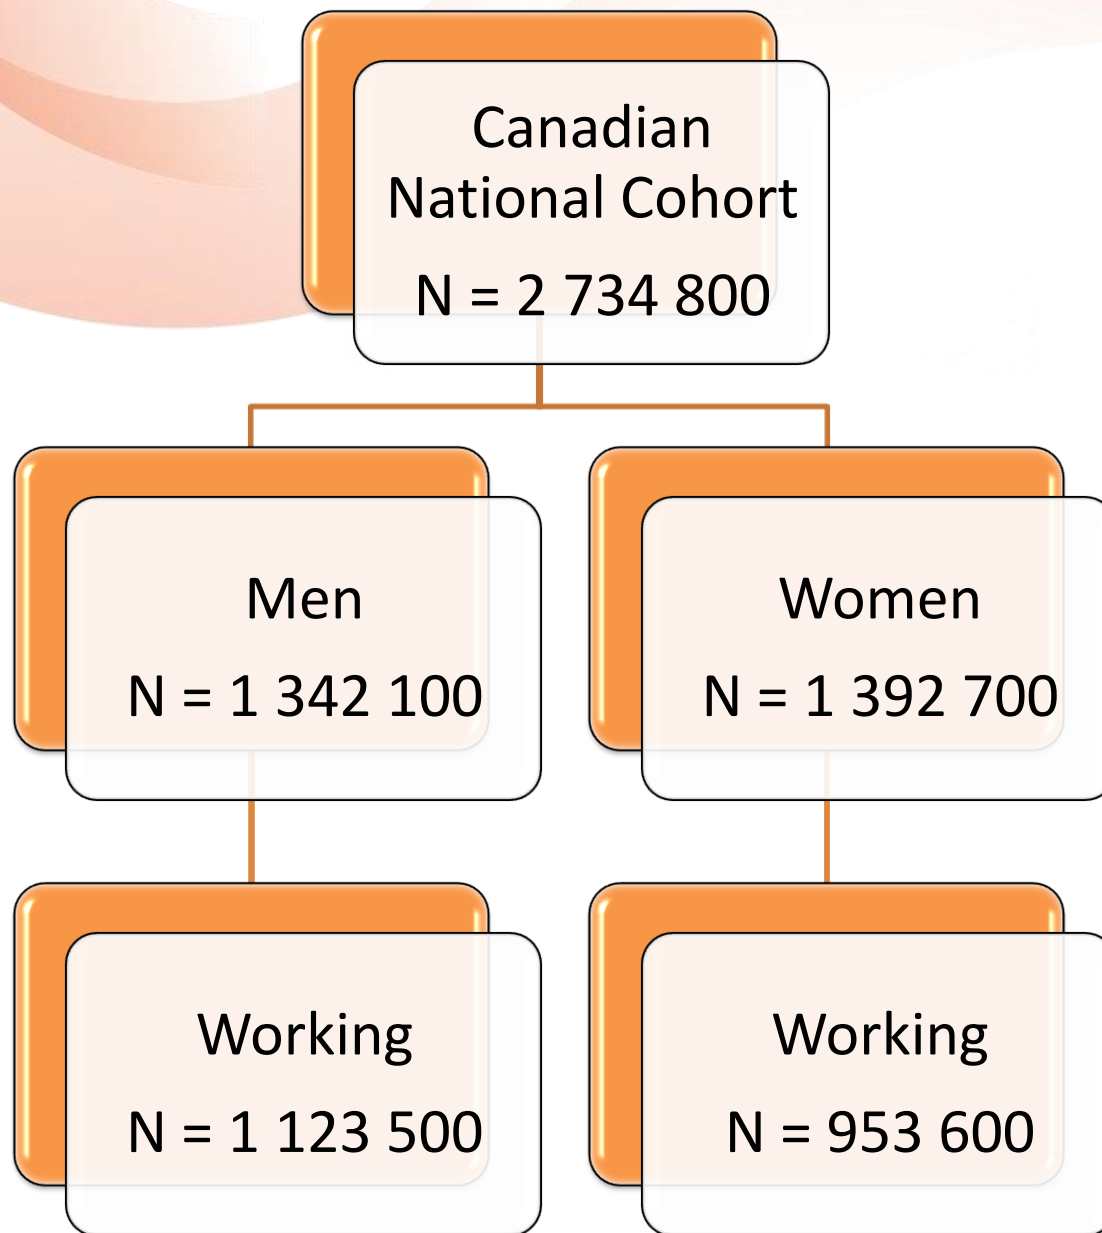 Canadian
National Cohort
N = 2 734 800
Men
N = 1 342 100
Women
N = 1 392 700
Working
N = 1 123 500
Working
N = 953 600